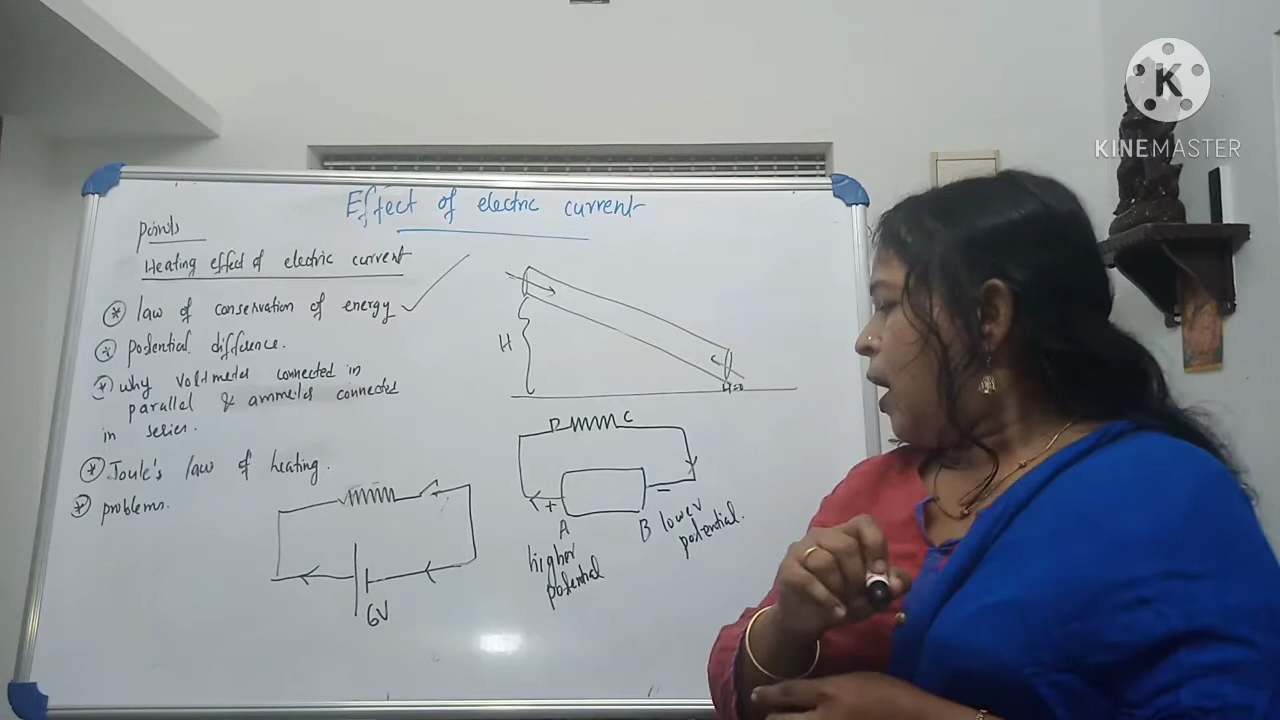 Effect of electric current
points
Heating effect of electric current
* law of conservation of energy ✓
* potential difference.
* why voltmeter connected in
parallel & ammeter connected
in series.
* Joule's law of heating.
* problems.
H
H=0
D C
+ −
A
higher
potential
B lower
potential.
6V
K
KINEMASTER